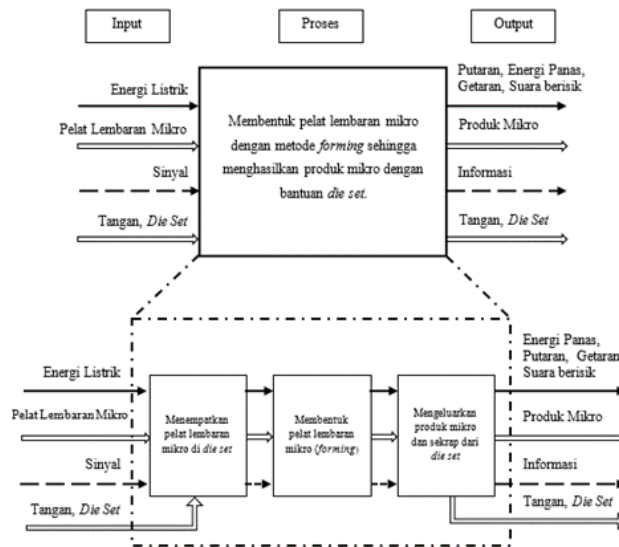 Input
Proses
Output
Energi Listrik
Pelat Lembaran Mikro
Sinyal
Tangan, Die Set
Membentuk pelat lembaran mikro
dengan metode forming sehingga
menghasilkan produk mikro dengan
bantuan die set.
Putaran, Energi Panas,
Getaran, Suara berisik
Produk Mikro
Informasi
Tangan, Die Set
Energi Listrik
Pelat Lembaran Mikro
Sinyal
Tangan, Die Set
Menempatkan
pelat lembaran
mikro di die set
Membentuk
pelat lembaran
mikro (forming)
Mengeluarkan
produk mikro
dan sekrap dari
die set
Energi Panas,
Putaran, Getaran
Suara berisik
Produk Mikro
Informasi
Tangan, Die Set